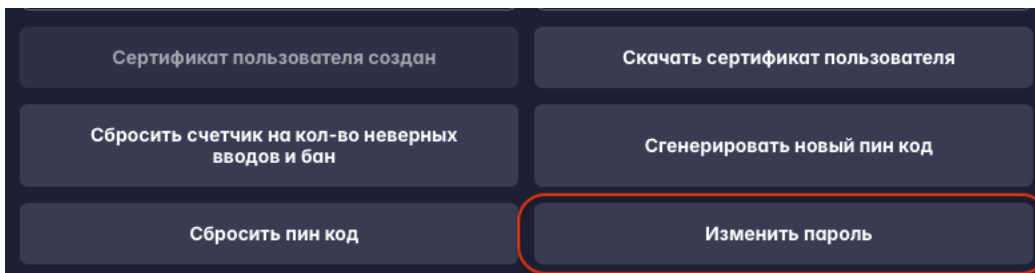 Сертификат пользователя создан
Скачать сертификат пользователя
Сбросить счетчик на кол-во неверных
вводов и бан
Сгенерировать новый пин код
Сбросить пин код
Изменить пароль